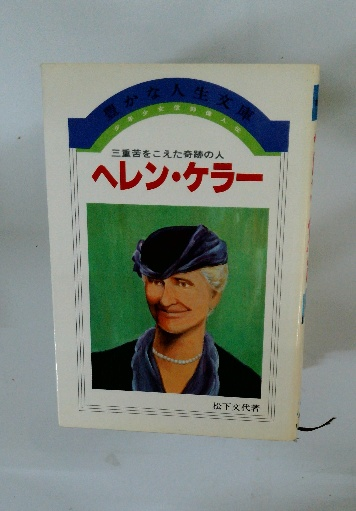 豊かな人生文庫
三重苦をこえた奇跡の人
ヘレン・ケラー
松下文代著